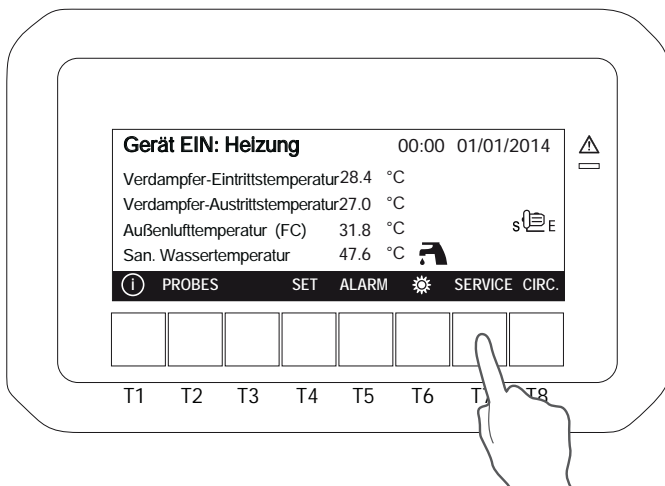 Gerät EIN: Heizung 00:00 01/01/2014
Verdampfer-Eintrittstemperatur 28.4 °C
Verdampfer-Austrittstemperatur 27.0 °C
Außenlufttemperatur (FC) 31.8 °C
S E
San. Wassertemperatur 47.6 °C
i PROBES SET ALARM SERVICE CIRC.
T1 T2 T3 T4 T5 T6 T7 T8